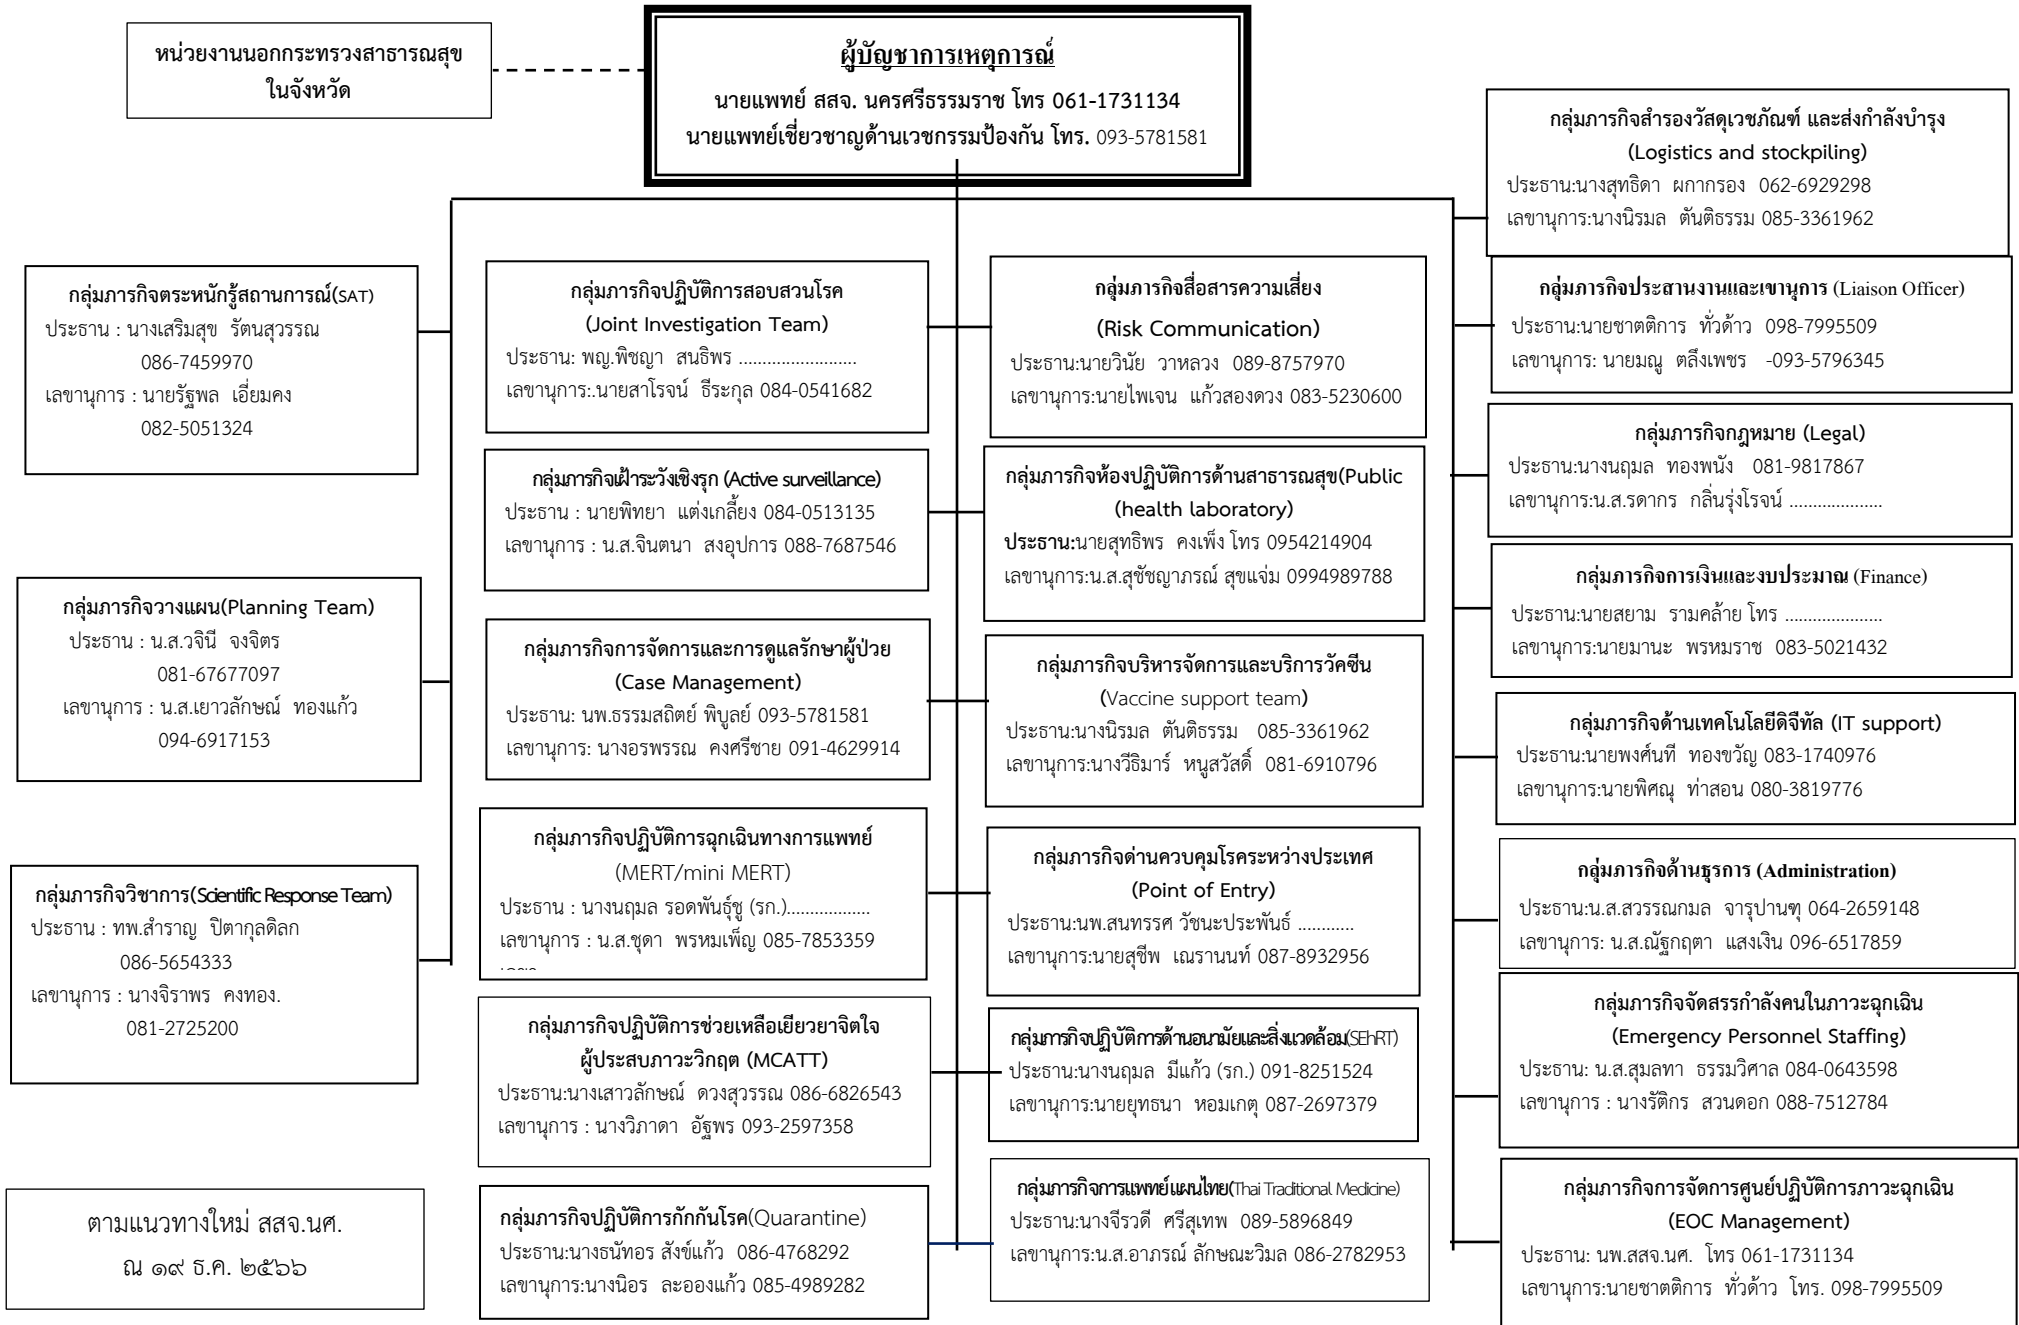 หน่วยงานนอกกระทรวงสาธารณสุข
ในจังหวัด
ผู้บัญชาการเหตุการณ์
นายแพทย์ สสจ. นครศรีธรรมราช โทร 061-1731134
นายแพทย์เชี่ยวชาญด้านเวชกรรมป้องกัน โทร. 093-5781581
กลุ่มภารกิจตระหนักรู้สถานการณ์(SAT)
ประธาน : นางเสริมสุข รัตนสุวรรณ
086-7459970
เลขานุการ : นายรัฐพล เอี่ยมคง
082-5051324
กลุ่มภารกิจวางแผน(Planning Team)
ประธาน : น.ส.วจินี จงจิตร
081-67677097
เลขานุการ : น.ส.เยาวลักษณ์ ทองแก้ว
094-6917153
กลุ่มภารกิจวิชาการ(Scientific Response Team)
ประธาน : ทพ.สำราญ ปิตากุลดิลก
086-5654333
เลขานุการ : นางจิราพร คงทอง.
081-2725200
ตามแนวทางใหม่ สสจ.นศ.
ณ ๑๙ ธ.ค. ๒๕๖๖
กลุ่มภารกิจปฏิบัติการสอบสวนโรค
(Joint Investigation Team)
ประธาน: พญ.พิชญา สนธิพร .........................
เลขานุการ:.นายสาโรจน์ ธีระกุล 084-0541682
กลุ่มภารกิจเฝ้าระวังเชิงรุก (Active surveillance)
ประธาน : นายพิทยา แต่งเกลี้ยง 084-0513135
เลขานุการ : น.ส.จินตนา สงอุปการ 088-7687546
กลุ่มภารกิจการจัดการและการดูแลรักษาผู้ป่วย
(Case Management)
ประธาน: นพ.ธรรมสถิตย์ พิบูลย์ 093-5781581
เลขานุการ: นางอรพรรณ คงศรีชาย 091-4629914
กลุ่มภารกิจปฏิบัติการฉุกเฉินทางการแพทย์
(MERT/mini MERT)
ประธาน : นางนฤมล รอดพันธุ์ชู (รก.)..................
เลขานุการ : น.ส.ชุดา พรหมเพ็ญ 085-7853359
กลุ่มภารกิจปฏิบัติการช่วยเหลือเยียวยาจิตใจ
ผู้ประสบภาวะวิกฤต (MCATT)
ประธาน:นางเสาวลักษณ์ ดวงสุวรรณ 086-6826543
เลขานุการ : นางวิภาดา อัฐพร 093-2597358
กลุ่มภารกิจปฏิบัติการกักกันโรค(Quarantine)
ประธาน:นางธนัทอร สังข์แก้ว 086-4768292
เลขานุการ:นางนิอร ละอองแก้ว 085-4989282
กลุ่มภารกิจสื่อสารความเสี่ยง
(Risk Communication)
ประธาน:นายวินัย วาหลวง 089-8757970
เลขานุการ:นายไพเจน แก้วสองดวง 083-5230600
กลุ่มภารกิจห้องปฏิบัติการด้านสาธารณสุข(Public
(health laboratory)
ประธาน:นายสุทธิพร คงเพ็ง โทร 0954214904
เลขานุการ:น.ส.สุชัชญาภรณ์ สุขแจ่ม 0994989788
กลุ่มภารกิจบริหารจัดการและบริการวัคซีน
(Vaccine support team)
ประธาน:นางนิรมล ตันติธรรม 085-3361962
เลขานุการ:นางวีธิมาร์ หนูสวัสดิ์ 081-6910796
กลุ่มภารกิจด่านควบคุมโรคระหว่างประเทศ
(Point of Entry)
ประธาน:นพ.สนทรรศ วัชนะประพันธ์ ............
เลขานุการ:นายสุชีพ เณรานนท์ 087-8932956
กลุ่มภารกิจปฏิบัติการด้านอนามัยและสิ่งแวดล้อม(SEhRT)
ประธาน:นางนฤมล มีแก้ว (รก.) 091-8251524
เลขานุการ:นายยุทธนา หอมเกตุ 087-2697379
กลุ่มภารกิจการแพทย์แผนไทย(Thai Traditional Medicine)
ประธาน:นางจีรวดี ศรีสุเทพ 089-5896849
เลขานุการ:น.ส.อาภรณ์ ลักษณะวิมล 086-2782953
กลุ่มภารกิจสำรองวัสดุเวชภัณฑ์ และส่งกำลังบำรุง
(Logistics and stockpiling)
ประธาน:นางสุทธิดา ผกากรอง 062-6929298
เลขานุการ:นางนิรมล ตันติธรรม 085-3361962
กลุ่มภารกิจประสานงานและเขานุการ (Liaison Officer)
ประธาน:นายชาตติการ ทั่วด้าว 098-7995509
เลขานุการ: นายมณู ตลึงเพชร -093-5796345
กลุ่มภารกิจกฎหมาย (Legal)
ประธาน:นางนฤมล ทองพนัง 081-9817867
เลขานุการ:น.ส.รดากร กลิ่นรุ่งโรจน์ ....................
กลุ่มภารกิจการเงินและงบประมาณ (Finance)
ประธาน:นายสยาม รามคล้าย โทร .....................
เลขานุการ:นายมานะ พรหมราช 083-5021432
กลุ่มภารกิจด้านเทคโนโลยีดิจีทัล (IT support)
ประธาน:นายพงศ์นที ทองขวัญ 083-1740976
เลขานุการ:นายพิศณุ ท่าสอน 080-3819776
กลุ่มภารกิจด้านธุรการ (Administration)
ประธาน:น.ส.สวรรณกมล จารุปานฑุ 064-2659148
เลขานุการ: น.ส.ณัฐกฤตา แสงเงิน 096-6517859
กลุ่มภารกิจจัดสรรกำลังคนในภาวะฉุกเฉิน
(Emergency Personnel Staffing)
ประธาน: น.ส.สุมลทา ธรรมวิศาล 084-0643598
เลขานุการ : นางรัติกร สวนดอก 088-7512784
กลุ่มภารกิจการจัดการศูนย์ปฏิบัติการภาวะฉุกเฉิน
(EOC Management)
ประธาน: นพ.สสจ.นศ. โทร 061-1731134
เลขานุการ:นายชาตติการ ทั่วด้าว โทร. 098-7995509